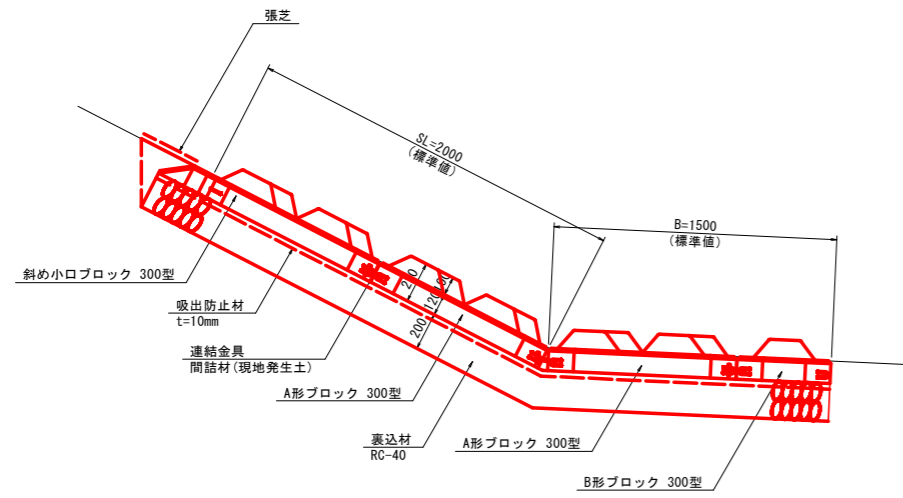 張芝
SL=2000
(標準値)
B=1500
(標準値)
斜め小口ブロック 300型
吸出防止材
t=10mm
連結金具
間詰材(現地発生土)
200
120
A形ブロック 300型
裏込材
RC-40
A形ブロック 300型
B形ブロック 300型